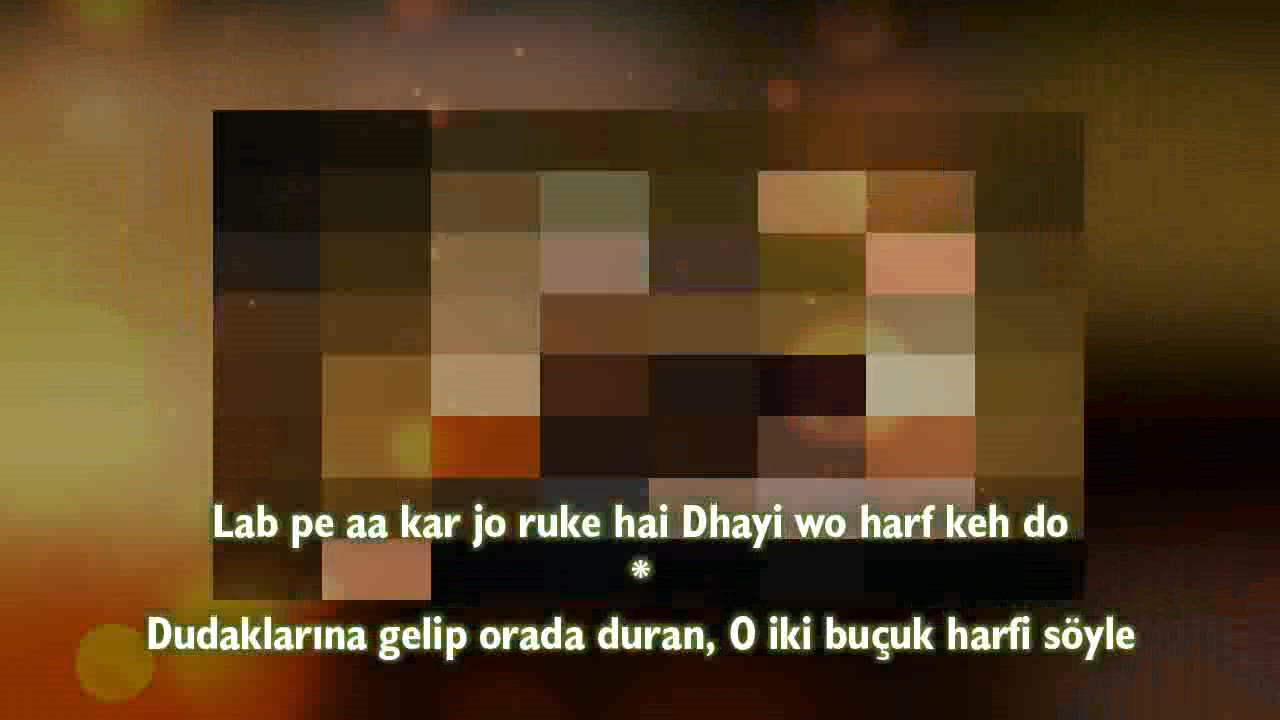 Lab pe aa kar jo ruke hai Dhayi wo harf keh do
*
Dudaklarına gelip orada duran, O iki buçuk harfi söyle